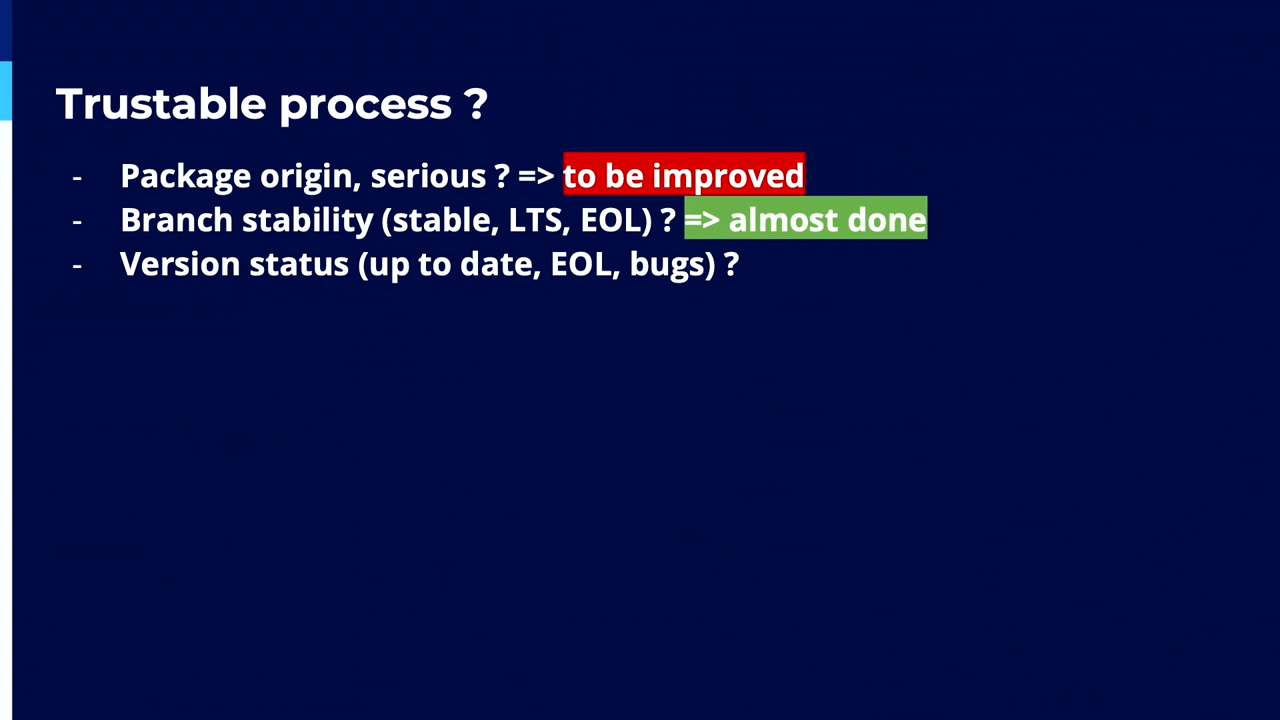 Trustable process ?
- Package origin, serious ? => to be improved
- Branch stability (stable, LTS, EOL) ? => almost done
- Version status (up to date, EOL, bugs) ?